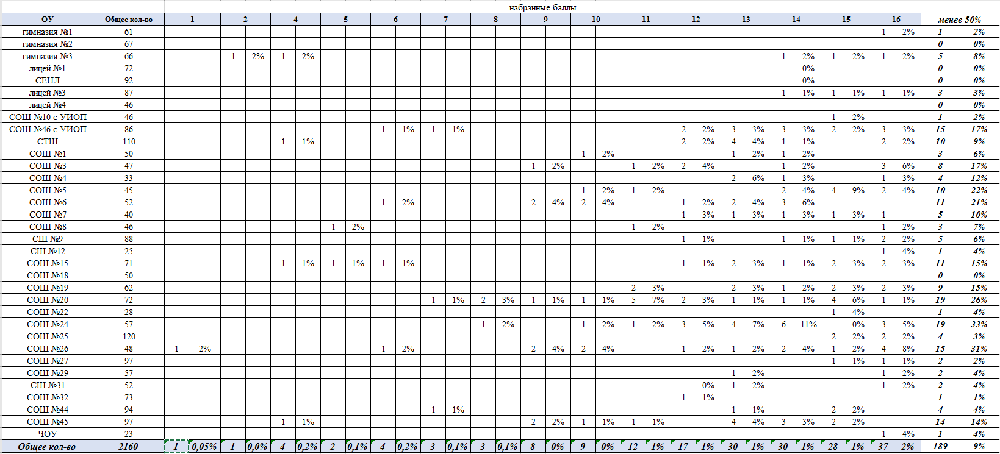 набранные баллы
ОУ Общее кол-во 1 2 4 5 6 7 8 9 10 11 12 13 14 15 16 менее 50%
гимназия №1 61 1 2% 1 2%
гимназия №2 67 0 0%
гимназия №3 66 1 2% 1 2% 1 2% 1 2% 1 2% 5 8%
лицей №1 72 0% 0 0%
СЕНЛ 92 0% 0 0%
лицей №3 87 1 1% 1 1% 1 1% 3 3%
лицей №4 46 0 0%
СОШ №10 с УИОП 46 1 2% 1 2%
СОШ №46 с УИОП 86 1 1% 1 1% 2 2% 3 3% 3 3% 2 2% 3 3% 15 17%
СТШ 110 1 1% 2 2% 4 4% 1 1% 2 2% 10 9%
СОШ №1 50 1 2% 1 2% 1 2% 3 6%
СОШ №3 47 1 2% 1 2% 2 4% 1 2% 3 6% 8 17%
СОШ №4 33 2 6% 1 3% 1 3% 4 12%
СОШ №5 45 1 2% 1 2% 2 4% 4 9% 2 4% 10 22%
СОШ №6 52 1 2% 2 4% 2 4% 1 2% 2 4% 3 6% 11 21%
СОШ №7 40 1 3% 1 3% 1 3% 1 3% 1 5 10%
СОШ №8 46 1 2% 1 2% 1 2% 3 7%
СШ №9 88 1 1% 1 1% 1 1% 2 2% 5 6%
СШ №12 25 1 4% 1 4%
СОШ №15 71 1 1% 1 1% 1 1% 1 1% 2 3% 1 1% 2 3% 2 3% 11 15%
СОШ №18 50 0 0%
СОШ №19 62 2 3% 2 3% 1 2% 2 3% 2 3% 9 15%
СОШ №20 72 1 1% 2 3% 1 1% 1 1% 5 7% 2 3% 1 1% 1 1% 4 6% 1 1% 19 26%
СОШ №22 28 1 4% 1 4%
СОШ №24 57 1 2% 1 2% 1 2% 3 5% 4 7% 6 11% 0% 3 5% 19 33%
СОШ №25 120 2 2% 2 2% 4 3%
СОШ №26 48 1 2% 1 2% 2 4% 2 4% 1 2% 1 2% 2 4% 1 2% 4 8% 15 31%
СОШ №27 97 1 1% 1 1% 2 2%
СОШ №29 57 1 2% 1 2% 2 4%
СШ №31 52 0% 1 2% 1 2% 2 4%
СОШ №32 73 1 1% 1 1%
СОШ №44 94 1 1% 1 1% 2 2% 4 4%
СОШ №45 97 1 1% 2 2% 1 1% 1 1% 4 4% 3 3% 2 2% 14 14%
ЧОУ 23 1 4% 1 4%
Общее кол-во 2160 1 0,05% 1 0,0% 4 0,2% 2 0,1% 4 0,2% 3 0,1% 3 0,1% 8 0% 9 0% 12 1% 17 1% 30 1% 30 1% 28 1% 37 2% 189 9%